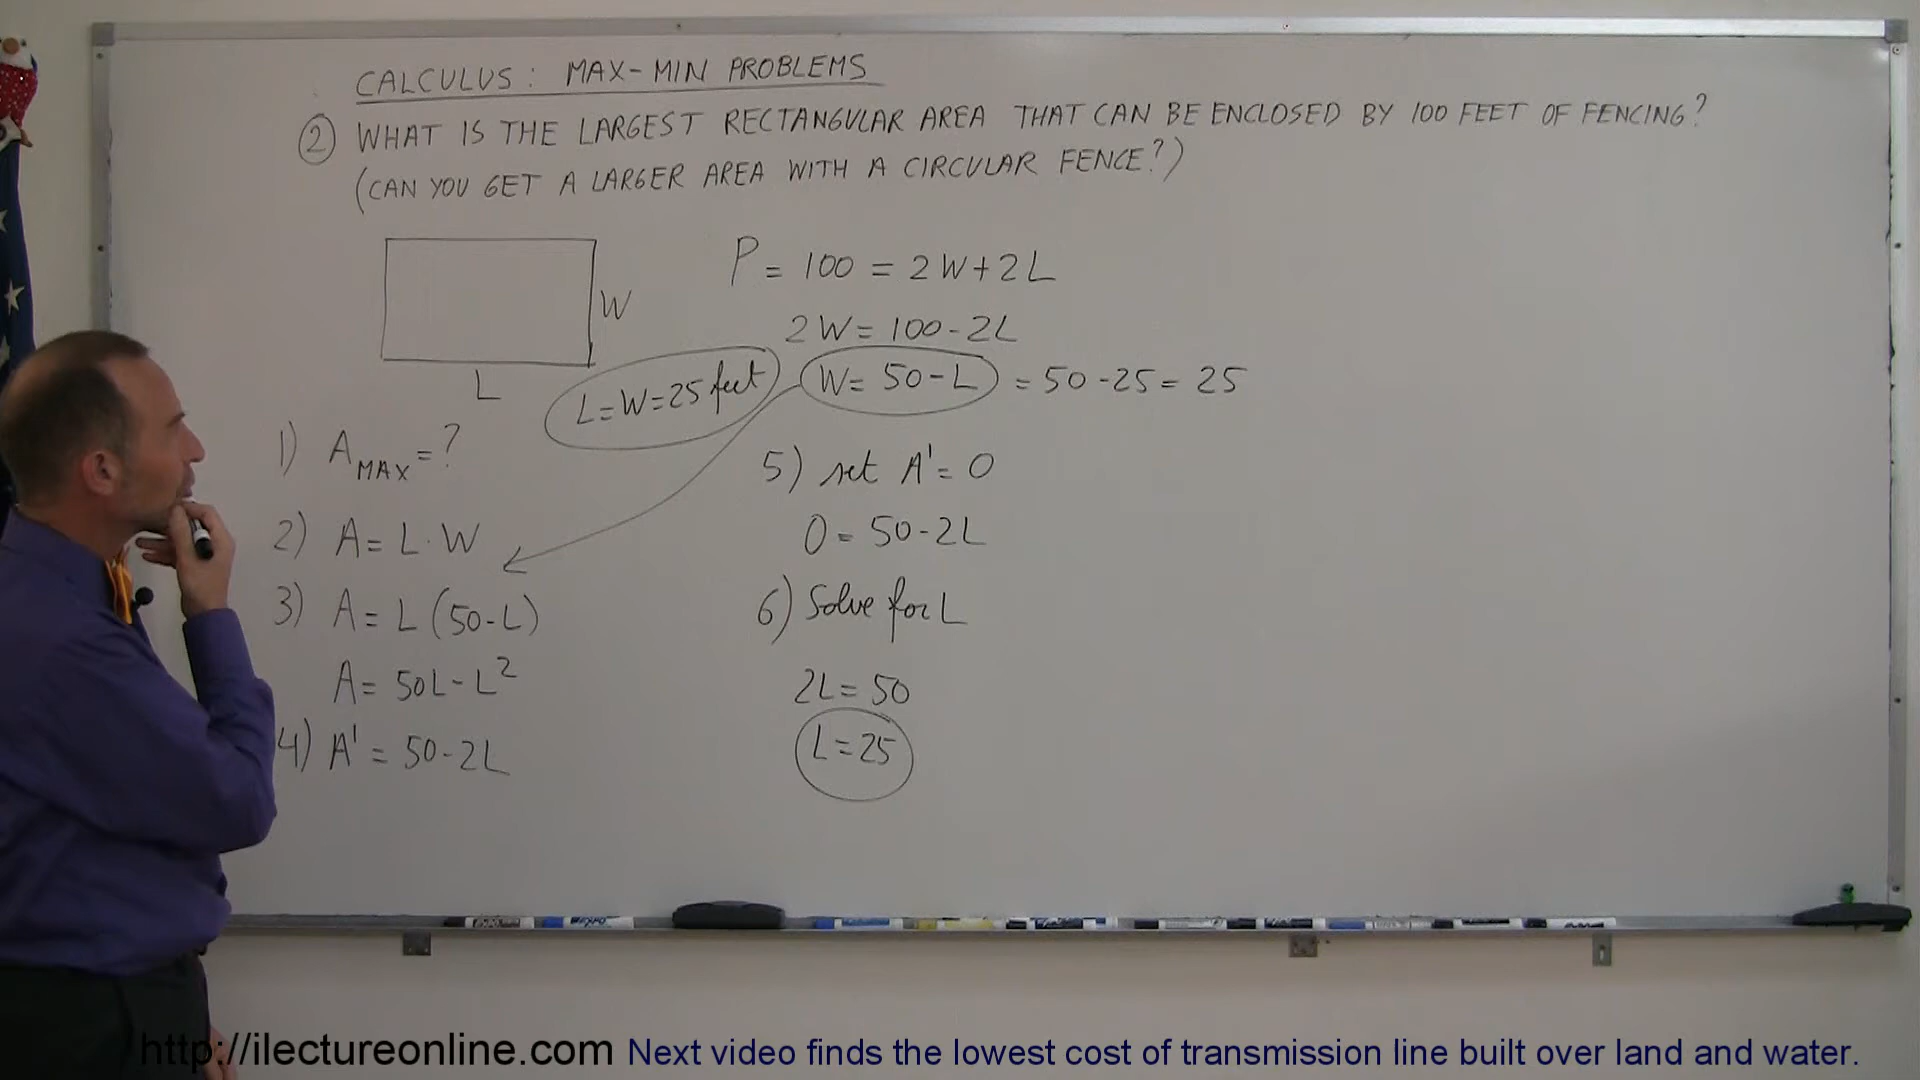 CALCULUS: MAX-MIN PROBLEMS
② WHAT IS THE LARGEST RECTANGULAR AREA THAT CAN BE ENCLOSED BY 100 FEET OF FENCING?
(CAN YOU GET A LARGER AREA WITH A CIRCULAR FENCE?)
W
L
P = 100 = 2W+2L
2W = 100-2L
L=W=25 feet
W= 50-L = 50-25= 25
1) A MAX = ?
2) A= L·W
3) A= L(50-L)
A= 50L-L²
4) A' = 50-2L
5) set A'= 0
0= 50-2L
6) Solve for L
2L= 50
L=25
http://ilectureonline.com Next video finds the lowest cost of transmission line built over land and water.